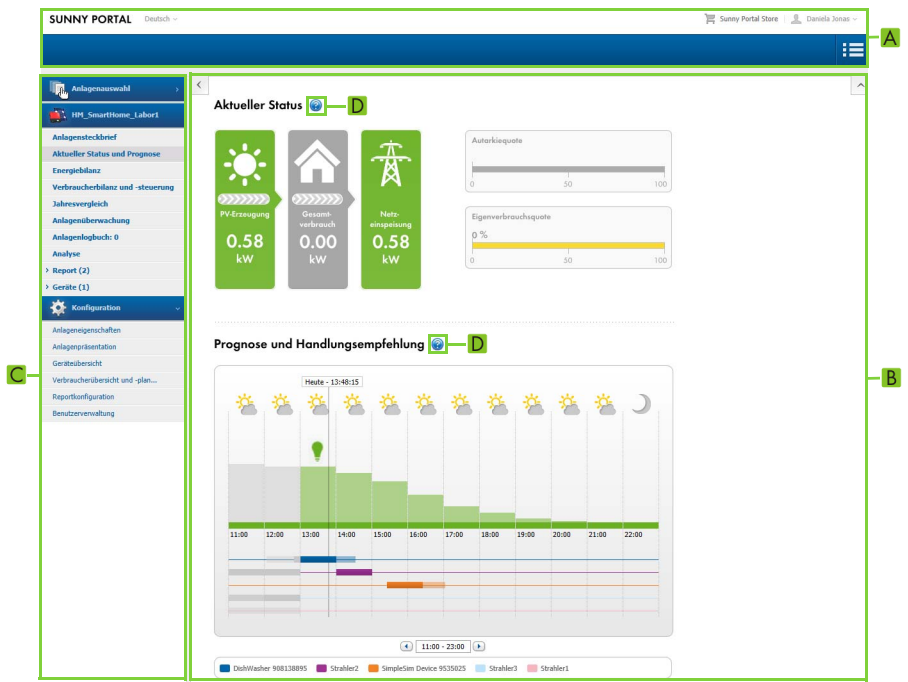 SUNNY PORTAL Deutsch
Sunny Portal Store Daniela Jonas
A
Anlagenauswahl
HM_SmartHome_Labor1
Anlagensteckbrief
Aktueller Status und Prognose
Energiebilanz
Verbraucherbilanz und -steuerung
Jahresvergleich
Anlagenüberwachung
Anlagenlogbuch: 0
Analyse
Report (2)
Geräte (1)
Konfiguration
Anlageneigenschaften
Anlagenpräsentation
Geräteübersicht
Verbraucherübersicht und -plan...
Reportkonfiguration
Benutzerverwaltung
C
Aktueller Status ? D
PV-Erzeugung
0.58
kW
Gesamt-
verbrauch
0.00
kW
Netz-
einspeisung
0.58
kW
Autarkiequote
0 50 100
Eigenverbrauchsquote
0 %
0 50 100
Prognose und Handlungsempfehlung ? D
B
Heute - 13:48:15
11:00 12:00 13:00 14:00 15:00 16:00 17:00 18:00 19:00 20:00 21:00 22:00
11:00 - 23:00
DishWasher 908138895 Strahler2 SimpleSim Device 9535025 Strahler3 Strahler1